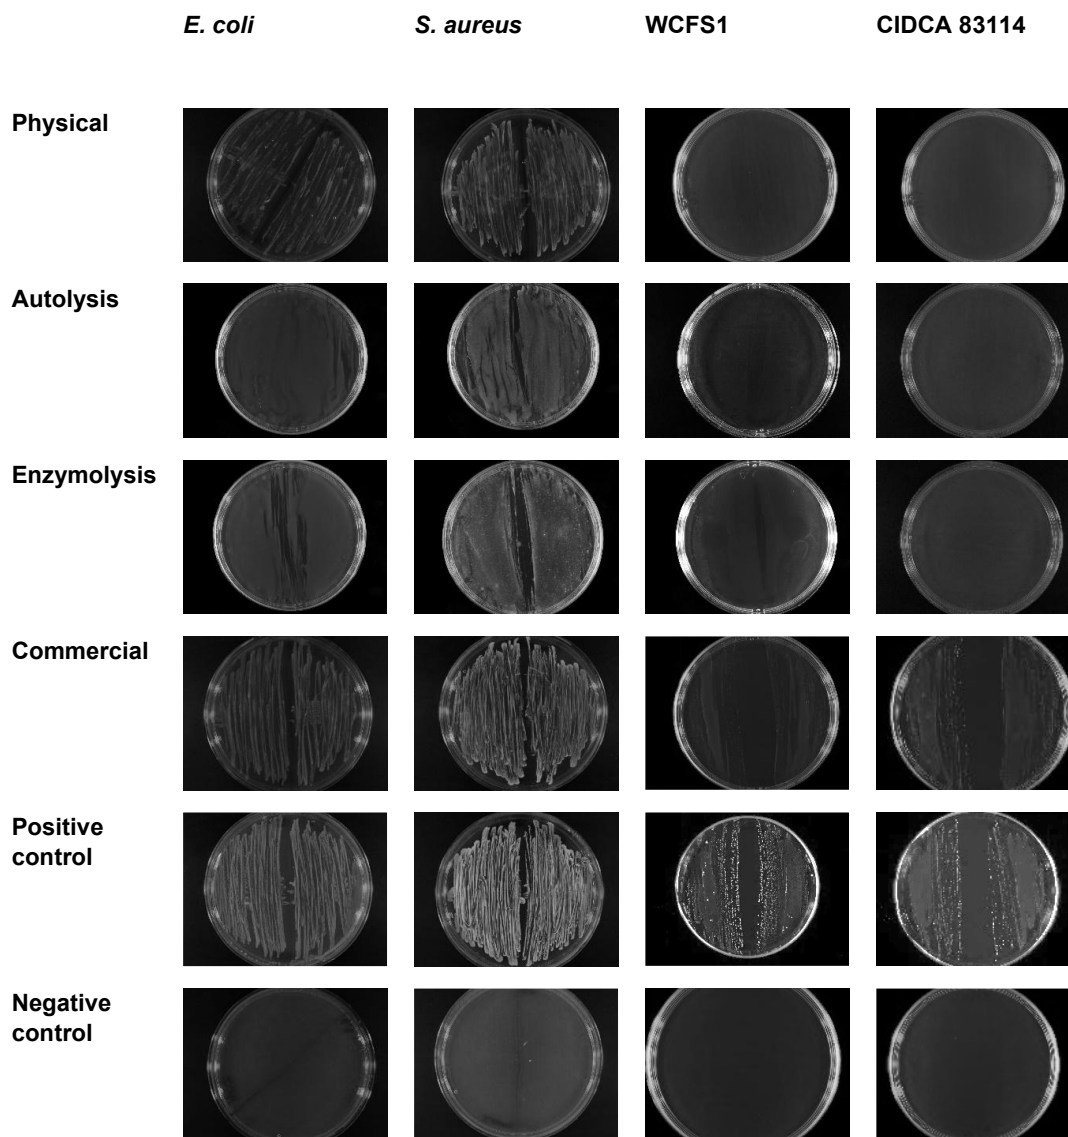 E. coli S. aureus WCFS1 CIDCA 83114
Physical
Autolysis
Enzymolysis
Commercial
Positive
control
Negative
control